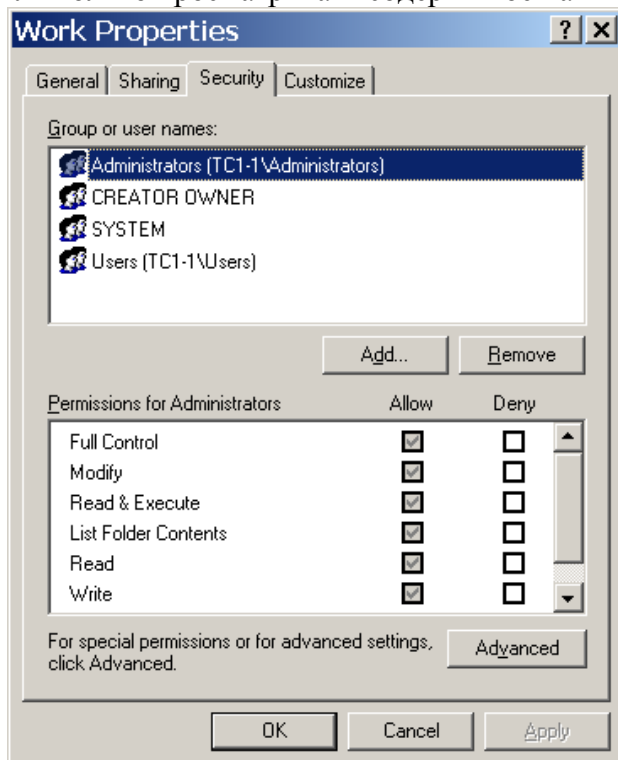 Work Properties
General Sharing Security Customize
Group or user names:
Administrators (TC1-1\Administrators)
CREATOR OWNER
SYSTEM
Users (TC1-1\Users)
Add... Remove
Permissions for Administrators Allow Deny
Full Control
Modify
Read & Execute
List Folder Contents
Read
Write
For special permissions or for advanced settings,
click Advanced.
Advanced
OK Cancel Apply